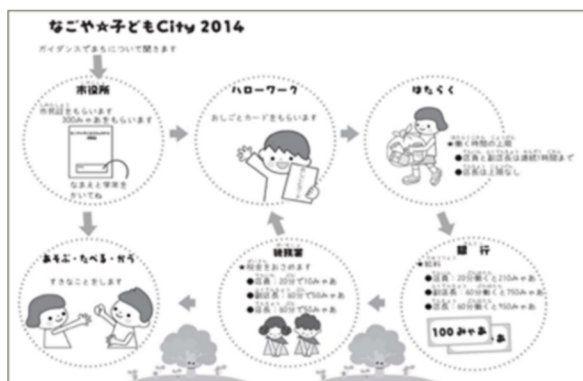 なごや☆子どもCity 2014
ガイダンスでまちについて聞きます
市役所
市民証をもらいます
300みゃあをもらいます
なまえと学年を
かいてね
ハローワーク
おしごとカードをもらいます
はたらく
★働く時間の上限
●店員と副店長は連続1時間まで
●店長は上限なし
銀行
★給料
●店員：20分働くと210みゃあ
●副店長：60分働くと750みゃあ
●店長：60分働くと950みゃあ
100みゃあ
税務署
★税金をおさめます
●店員：20分で10みゃあ
●副店長：60分で50みゃあ
●店長：60分で50みゃあ
あそぶ・たべる・かう
すきなことをします